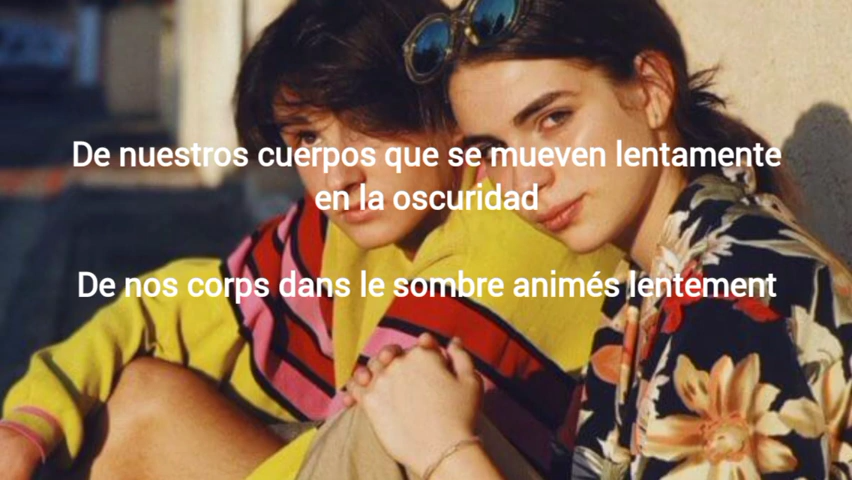 De nuestros cuerpos que se mueven lentamente
en la oscuridad
De nos corps dans le sombre animés lentement